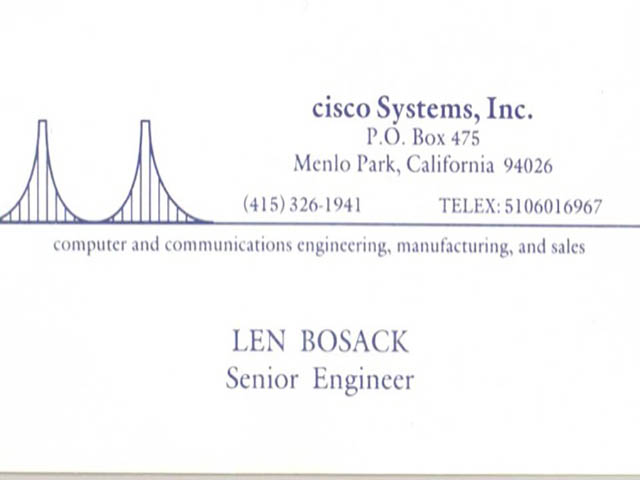 cisco Systems, Inc.
P.O. Box 475
Menlo Park, California 94026
(415) 326-1941 TELEX: 5106016967
computer and communications engineering, manufacturing, and sales
LEN BOSACK
Senior Engineer